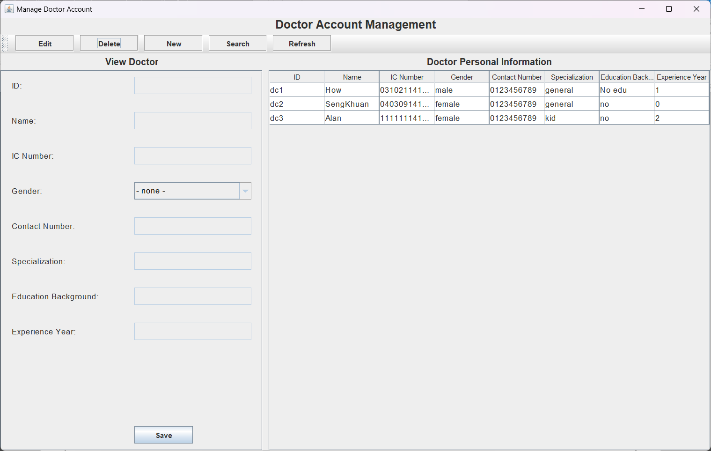 Manage Doctor Account
Doctor Account Management
Edit Delete New Search Refresh
View Doctor
ID:
Name:
IC Number:
Gender: - none -
Contact Number:
Specialization:
Education Background:
Experience Year:
Save
Doctor Personal Information
ID Name IC Number Gender Contact Number Specialization Education Back... Experience Year
dc1 How 031021141... male 0123456789 general No edu 1
dc2 SengKhuan 040309141... female 0123456789 general no 0
dc3 Alan 111111141... female 0123456789 kid no 2